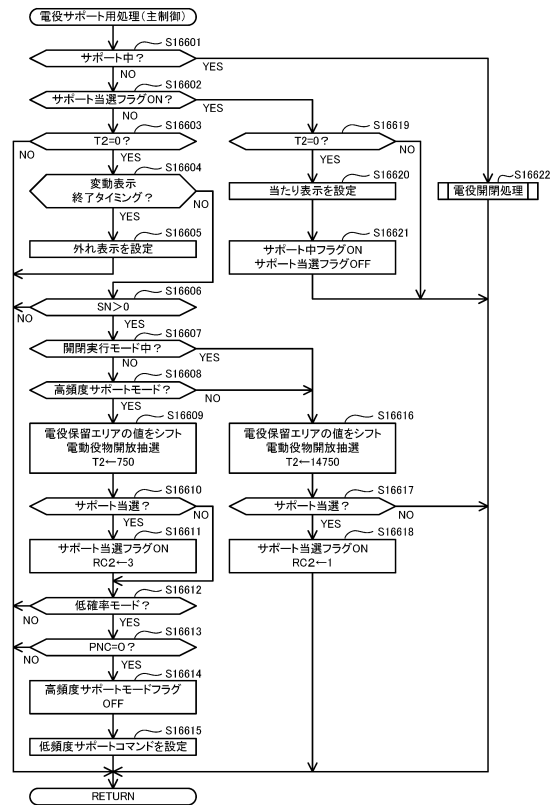 電役サポート用処理(主制御)
S16601
サポート中？
YES
NO
S16602
サポート当選フラグON？
YES
NO
S16603
T2=0？
NO
YES
S16619
T2=0？
NO
YES
S16604
変動表示
終了タイミング？
NO
YES
S16620
当たり表示を設定
S16622
電役開閉処理
S16605
外れ表示を設定
S16621
サポート中フラグON
サポート当選フラグOFF
S16606
SN>0
NO
YES
S16607
開閉実行モード中？
YES
NO
S16608
高頻度サポートモード？
NO
YES
S16609
電役保留エリアの値をシフト
電動役物開放抽選
T2←750
S16616
電役保留エリアの値をシフト
電動役物開放抽選
T2←14750
S16610
サポート当選？
NO
YES
S16617
サポート当選？
NO
YES
S16611
サポート当選フラグON
RC2←3
S16618
サポート当選フラグON
RC2←1
S16612
低確率モード？
NO
YES
S16613
PNC=0？
NO
YES
S16614
高頻度サポートモードフラグ
OFF
S16615
低頻度サポートコマンドを設定
RETURN